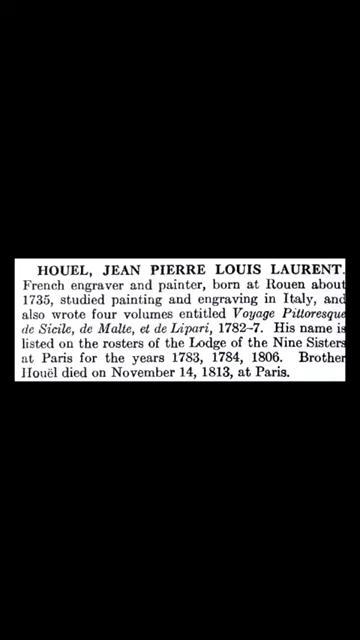 HOUEL, JEAN PIERRE LOUIS LAURENT.
French engraver and painter, born at Rouen about
1735, studied painting and engraving in Italy, and
also wrote four volumes entitled Voyage Pittoresque
de Sicile, de Malte, et de Lipari, 1782-7. His name is
listed on the rosters of the Lodge of the Nine Sisters
at Paris for the years 1783, 1784, 1806. Brother
Houël died on November 14, 1813, at Paris.